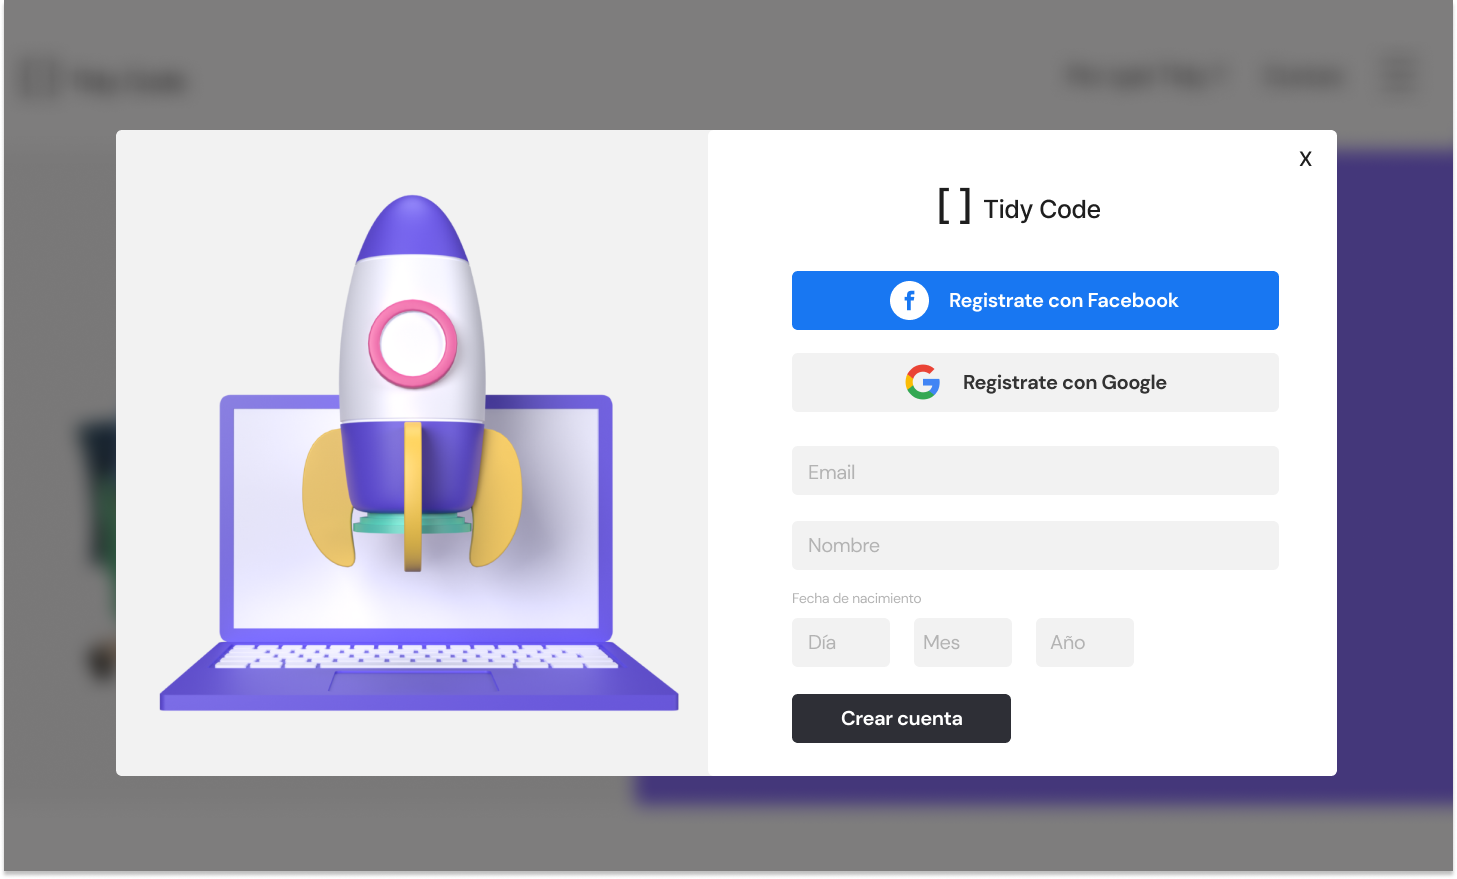 X
[ ] Tidy Code
Registrate con Facebook
Registrate con Google
Email
Nombre
Fecha de nacimiento
Día Mes Año
Crear cuenta